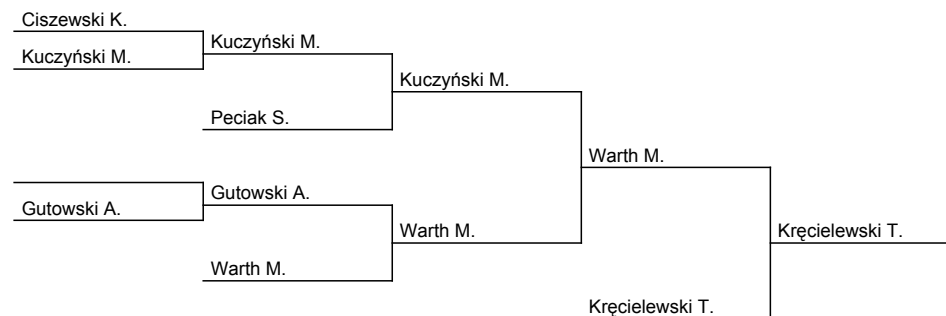 Ciszewski K.
Kuczyński M.
Kuczyński M.
Kuczyński M.
Peciak S.
Warth M.
Gutowski A.
Gutowski A.
Warth M.
Kręcielewski T.
Warth M.
Kręcielewski T.